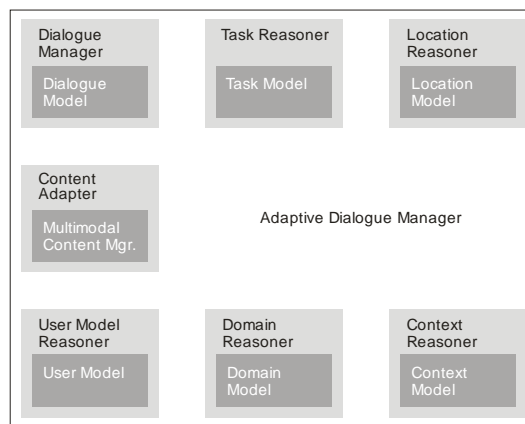 Dialogue
Manager
Dialogue
Model
Task Reasoner
Task Model
Location
Reasoner
Location
Model
Content
Adapter
Multimodal
Content Mgr.
Adaptive Dialogue Manager
User Model
Reasoner
User Model
Domain
Reasoner
Domain
Model
Context
Reasoner
Context
Model